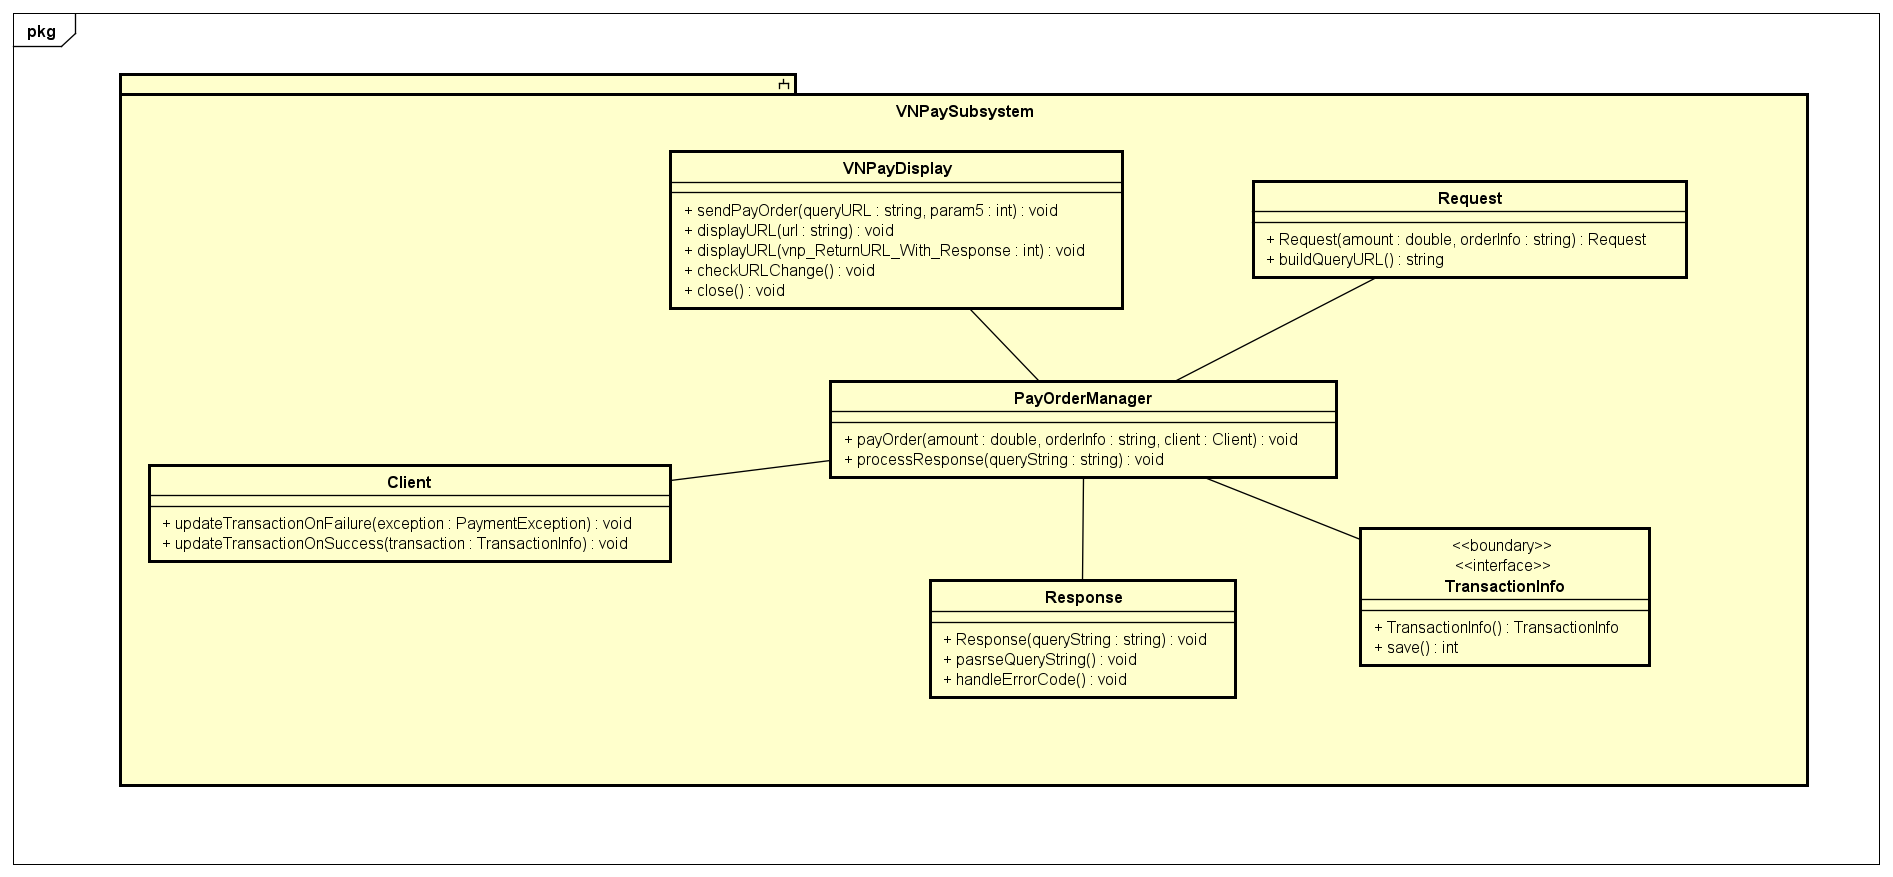 pkg
VNPaySubsystem
VNPayDisplay
+ sendPayOrder(queryURL : string, param5 : int) : void
+ displayURL(url : string) : void
+ displayURL(vnp_ReturnURL_With_Response : int) : void
+ checkURLChange() : void
+ close() : void
Request
+ Request(amount : double, orderInfo : string) : Request
+ buildQueryURL() : string
PayOrderManager
+ payOrder(amount : double, orderInfo : string, client : Client) : void
+ processResponse(queryString : string) : void
Client
+ updateTransactionOnFailure(exception : PaymentException) : void
+ updateTransactionOnSuccess(transaction : TransactionInfo) : void
Response
+ Response(queryString : string) : void
+ pasrseQueryString() : void
+ handleErrorCode() : void
<<boundary>>
<<interface>>
TransactionInfo
+ TransactionInfo() : TransactionInfo
+ save() : int